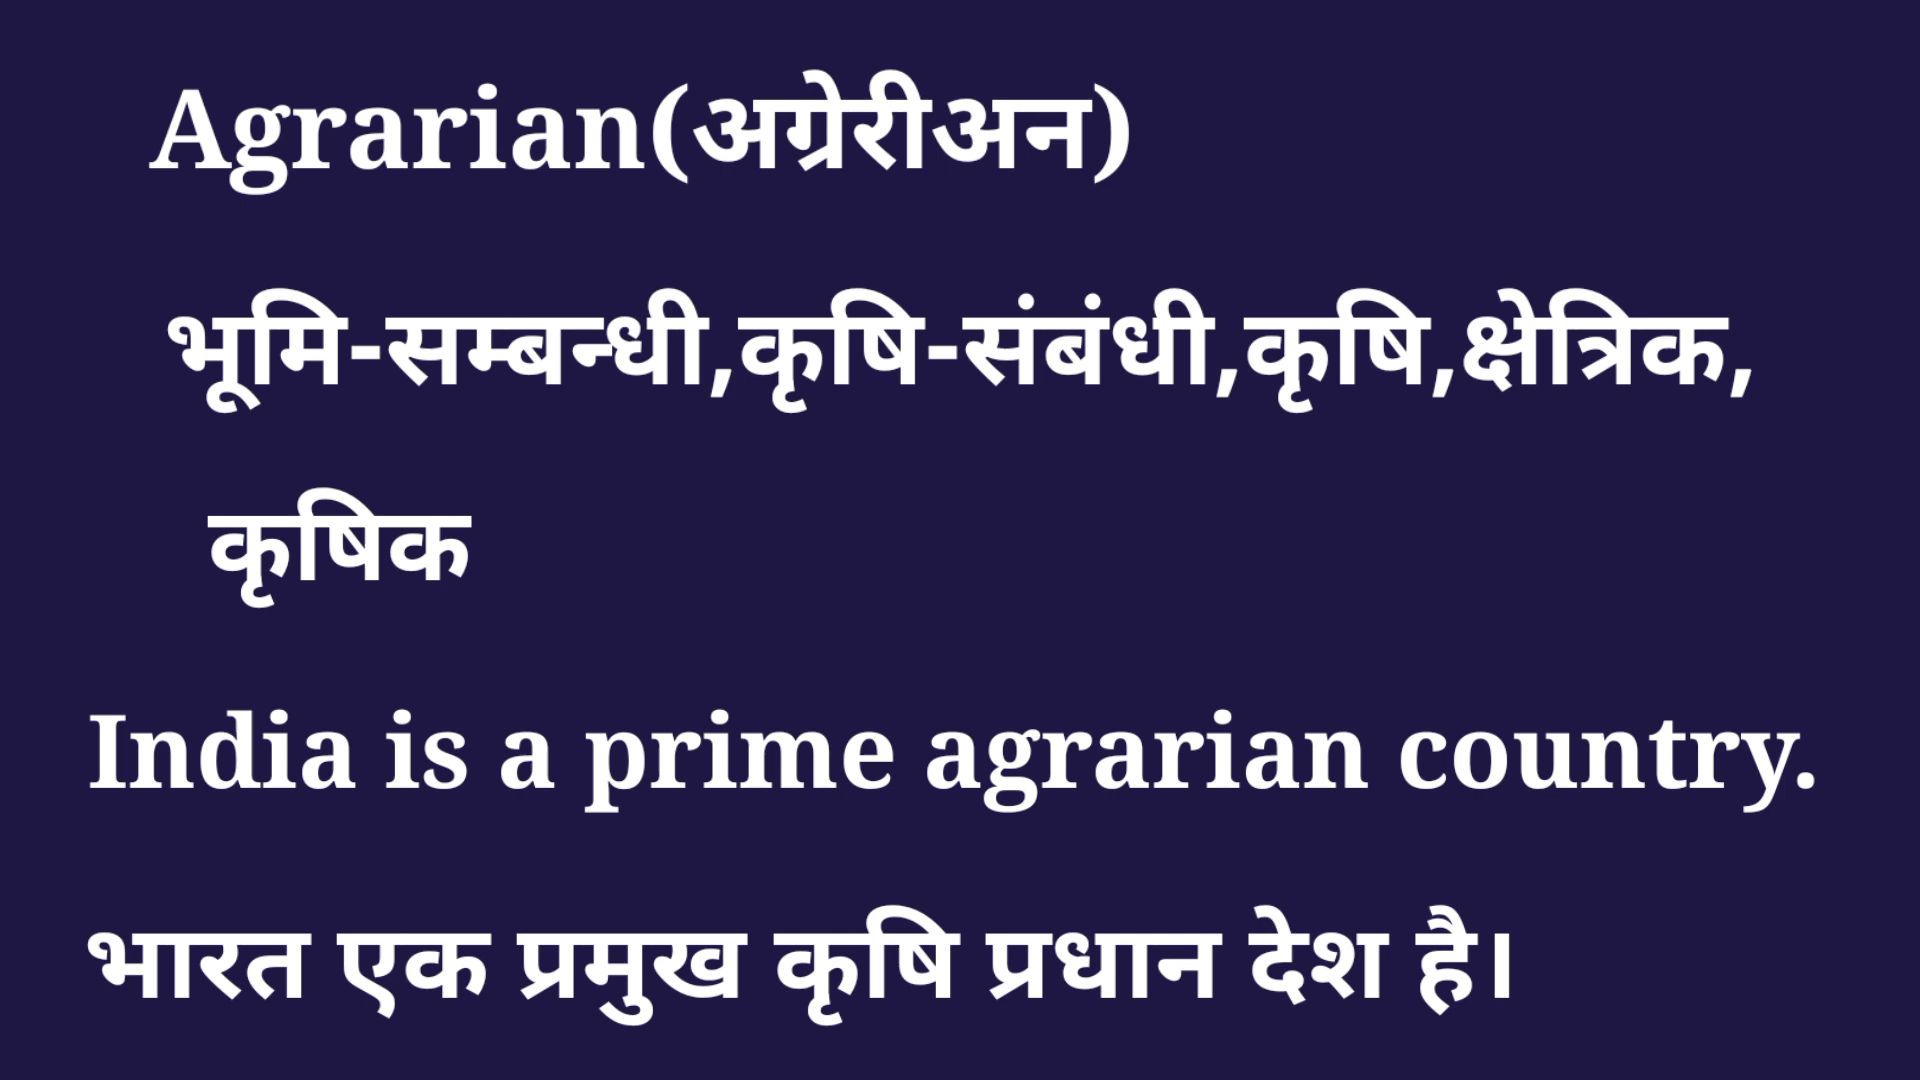 Agrarian(अग्रेरीअन)
भूमि-सम्बन्धी,कृषि-संबंधी,कृषि,क्षेत्रिक,
कृषिक
India is a prime agrarian country.
भारत एक प्रमुख कृषि प्रधान देश है।